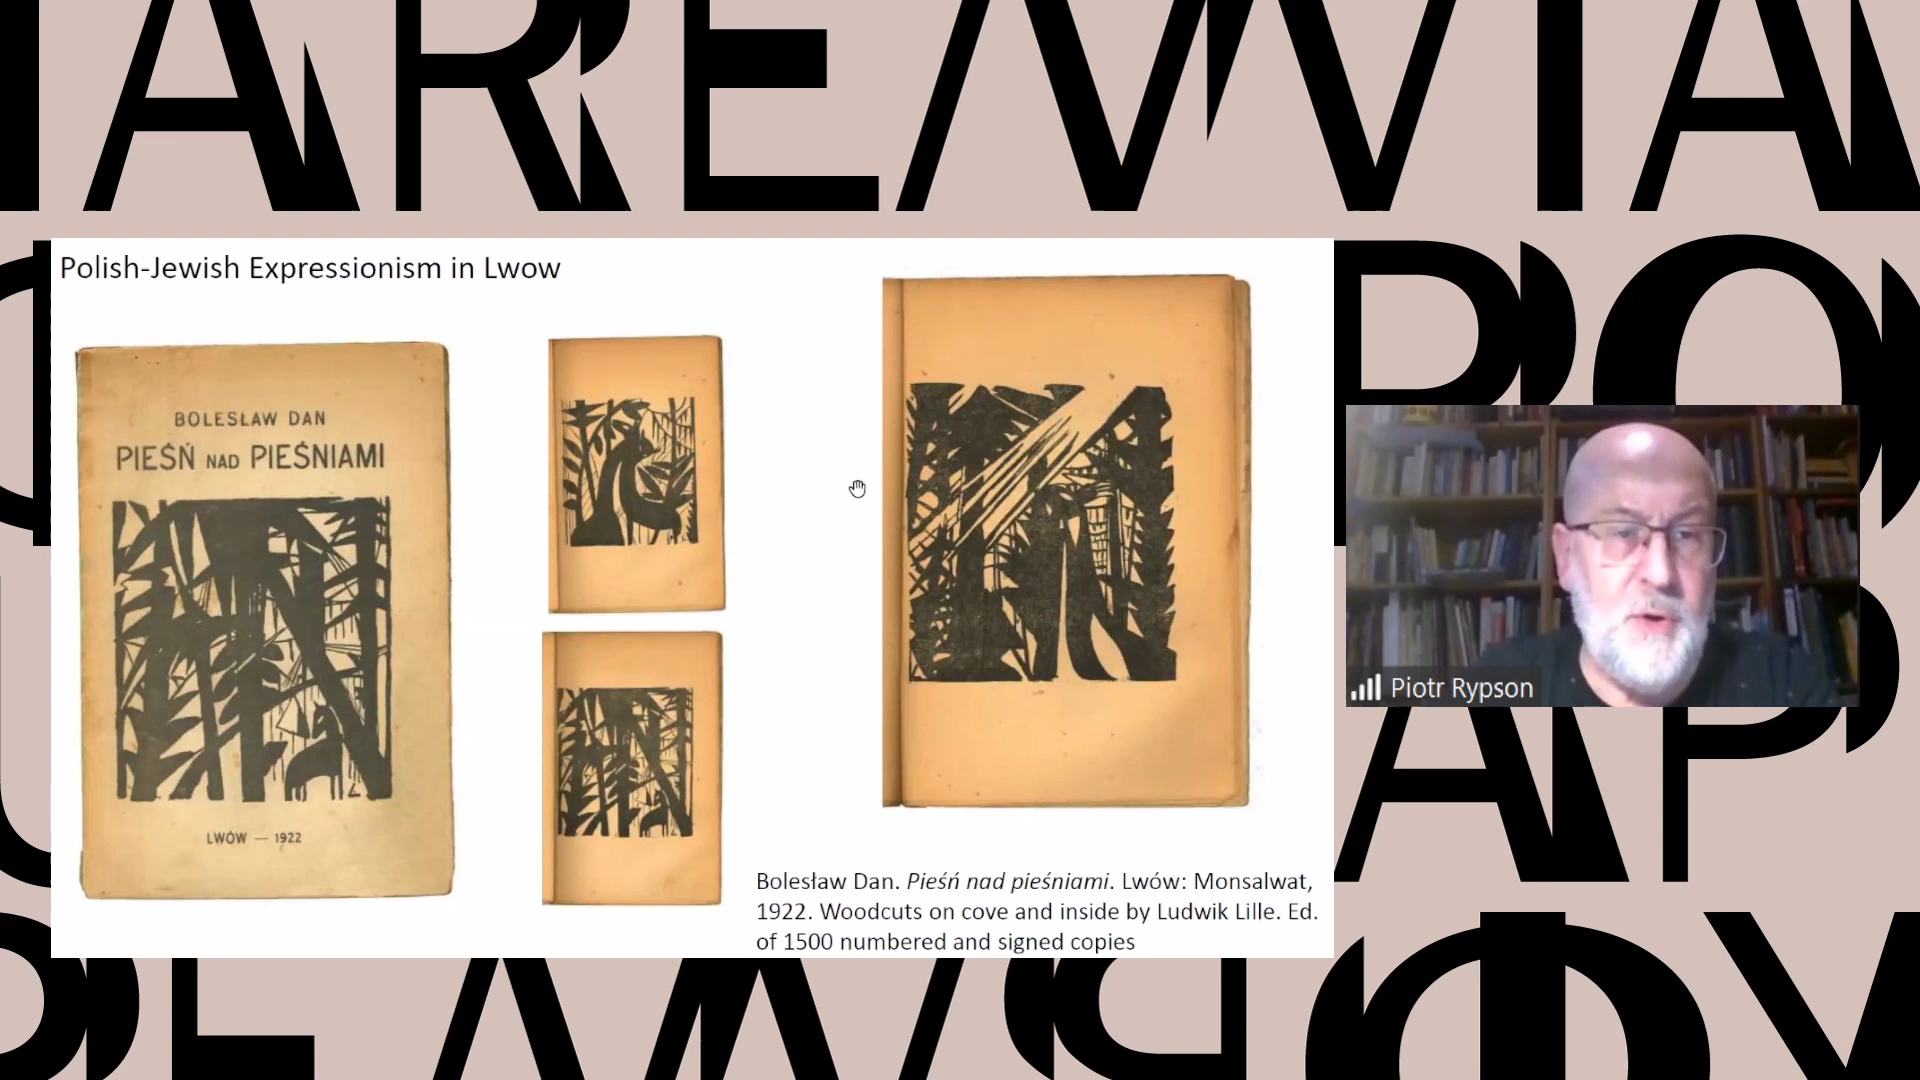 Polish-Jewish Expressionism in Lwow
BOLESŁAW DAN
PIEŚŃ NAD PIEŚNIAMI
LWÓW — 1922
Bolesław Dan. Pieśń nad pieśniami. Lwów: Monsalwat,
1922. Woodcuts on cove and inside by Ludwik Lille. Ed.
of 1500 numbered and signed copies
Piotr Rypson